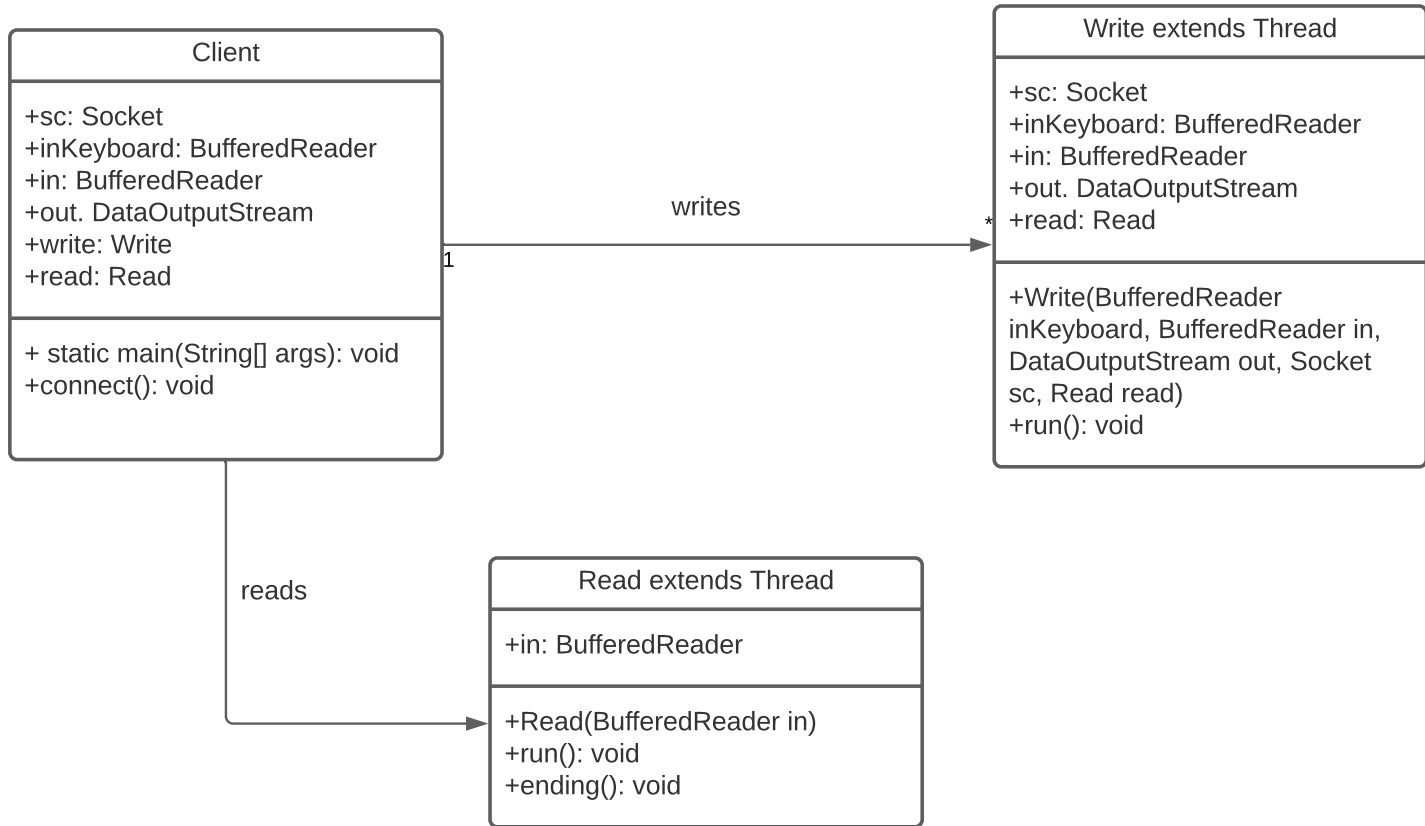 Client
+sc: Socket
+inKeyboard: BufferedReader
+in: BufferedReader
+out. DataOutputStream
+write: Write
+read: Read
+ static main(String[] args): void
+connect(): void
writes
1
*
Write extends Thread
+sc: Socket
+inKeyboard: BufferedReader
+in: BufferedReader
+out. DataOutputStream
+read: Read
+Write(BufferedReader
inKeyboard, BufferedReader in,
DataOutputStream out, Socket
sc, Read read)
+run(): void
reads
Read extends Thread
+in: BufferedReader
+Read(BufferedReader in)
+run(): void
+ending(): void